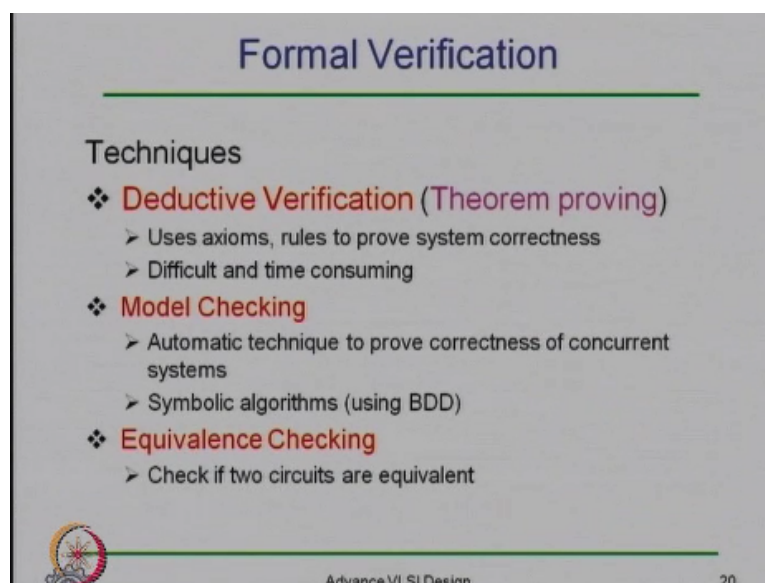 Formal Verification
Techniques
❖ Deductive Verification (Theorem proving)
➢ Uses axioms, rules to prove system correctness
➢ Difficult and time consuming
❖ Model Checking
➢ Automatic technique to prove correctness of concurrent
systems
➢ Symbolic algorithms (using BDD)
❖ Equivalence Checking
➢ Check if two circuits are equivalent
Advance VLSI Design 20